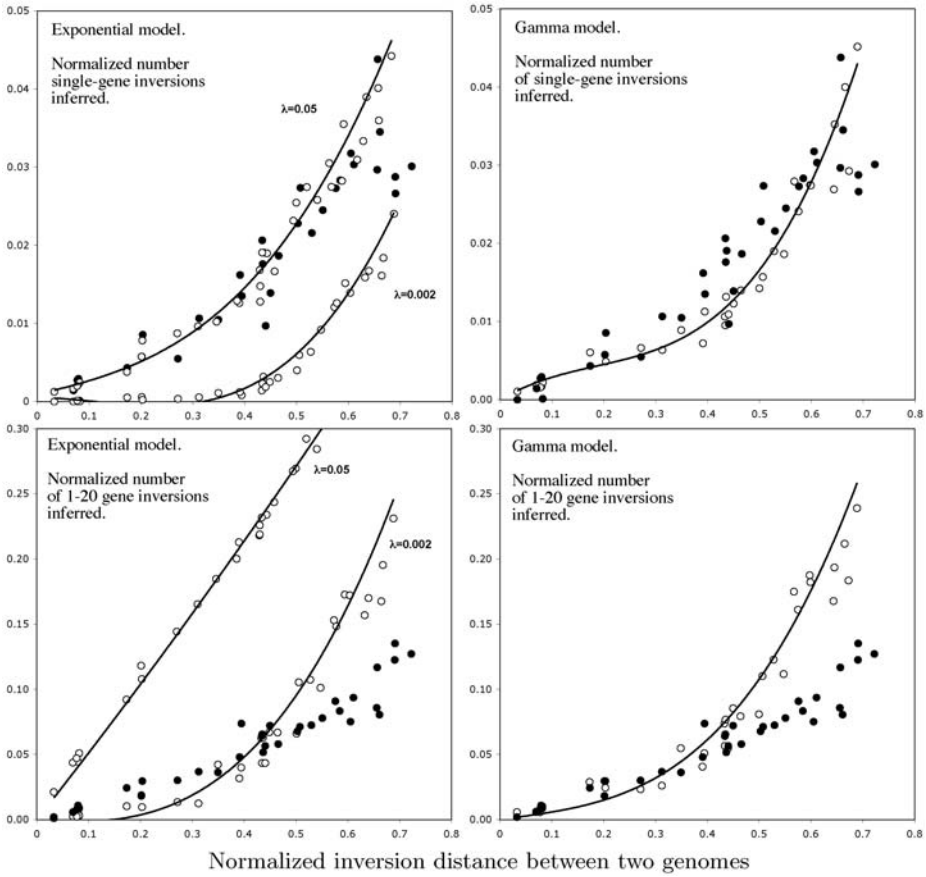 Exponential model.
Normalized number
single-gene inversions
inferred.
λ=0.05
λ=0.002
0.05
0.04
0.03
0.02
0.01
0
0
0.1
0.2
0.3
0.4
0.5
0.6
0.7
0.8
Gamma model.
Normalized number
of single-gene inversions
inferred.
0.05
0.04
0.03
0.02
0.01
0.00
0
0.1
0.2
0.3
0.4
0.5
0.6
0.7
0.8
Exponential model.
Normalized number
of 1-20 gene inversions
inferred.
λ=0.05
λ=0.002
0.30
0.25
0.20
0.15
0.10
0.05
0.00
0
0.1
0.2
0.3
0.4
0.5
0.6
0.7
0.8
Gamma model.
Normalized number
of 1-20 gene inversions
inferred.
0.30
0.25
0.20
0.15
0.10
0.05
0.00
0
0.1
0.2
0.3
0.4
0.5
0.6
0.7
0.8
Normalized inversion distance between two genomes